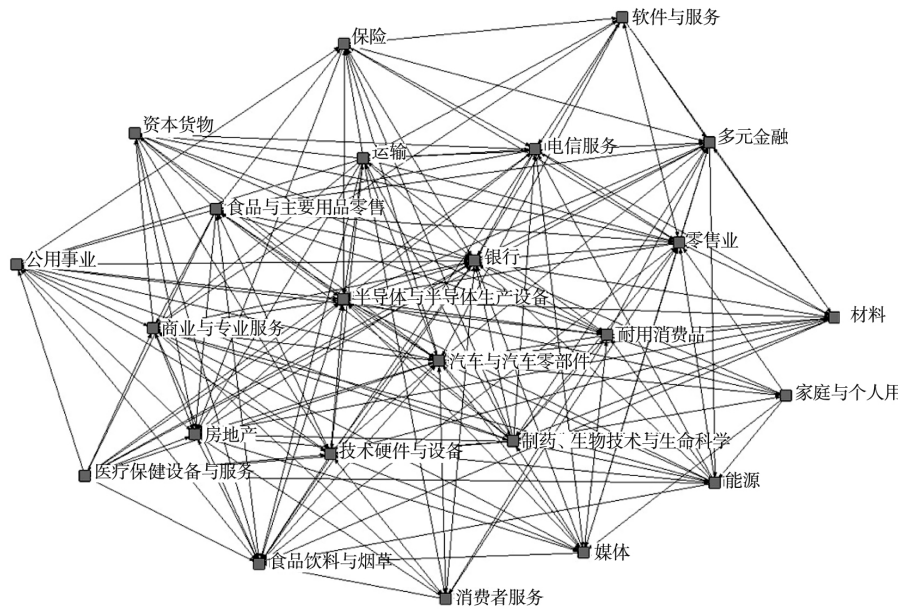 软件与服务
保险
资本货物
多元金融
电信服务
运输
食品与主要用品零售
零售业
银行
公用事业
半导体与半导体生产设备
材料
商业与专业服务
耐用消费品
汽车与汽车零部件
家庭与个人用
房地产
制药、生物技术与生命科学
技术硬件与设备
医疗保健设备与服务
能源
媒体
食品饮料与烟草
消费者服务